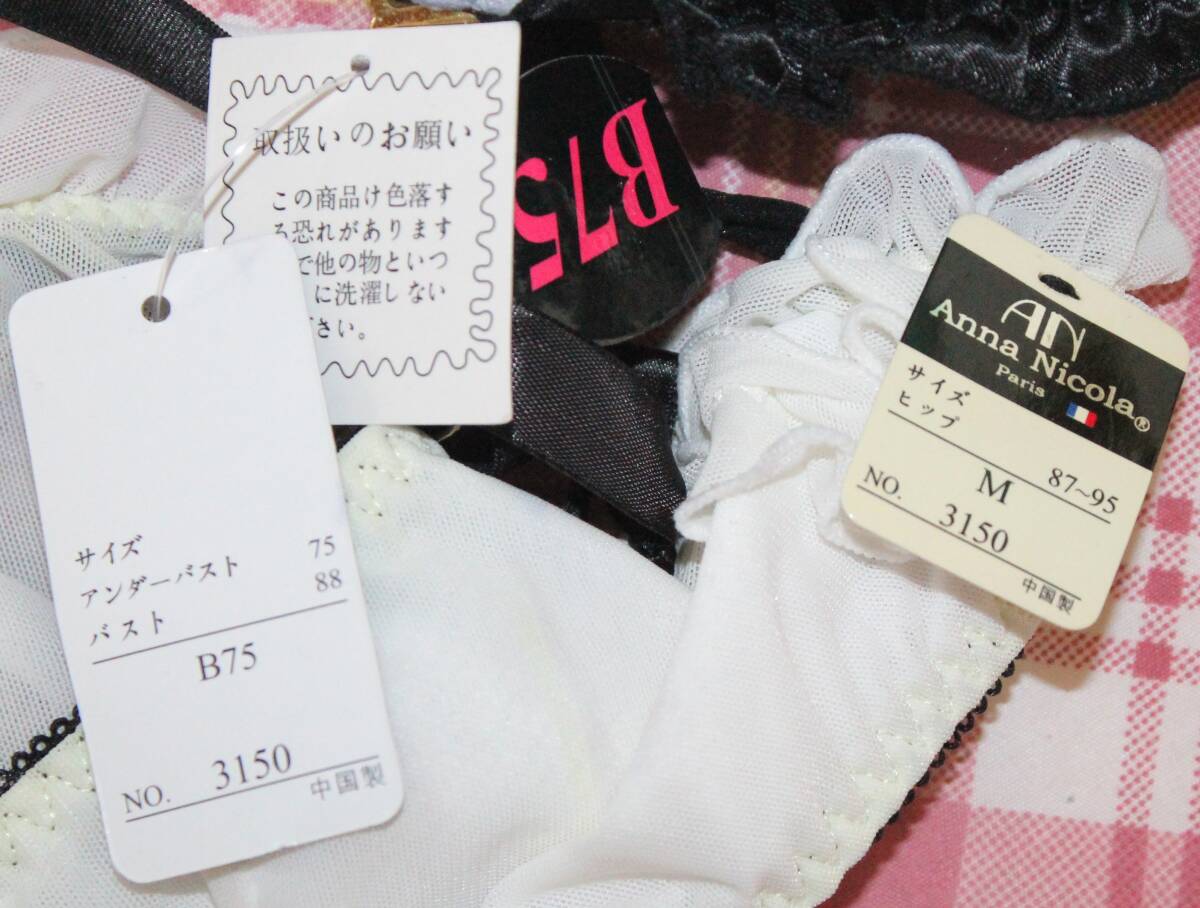 取扱いのお願い
この商品け色落す
る恐れがあります
で他の物といつ
に洗濯しない
ださい。
B75
AN
Anna Nicola®
Paris
サイズ
ヒップ 87~95
M
NO. 3150
中国製
サイズ
アンダーバスト 75
バスト 88
B75
NO. 3150
中国製